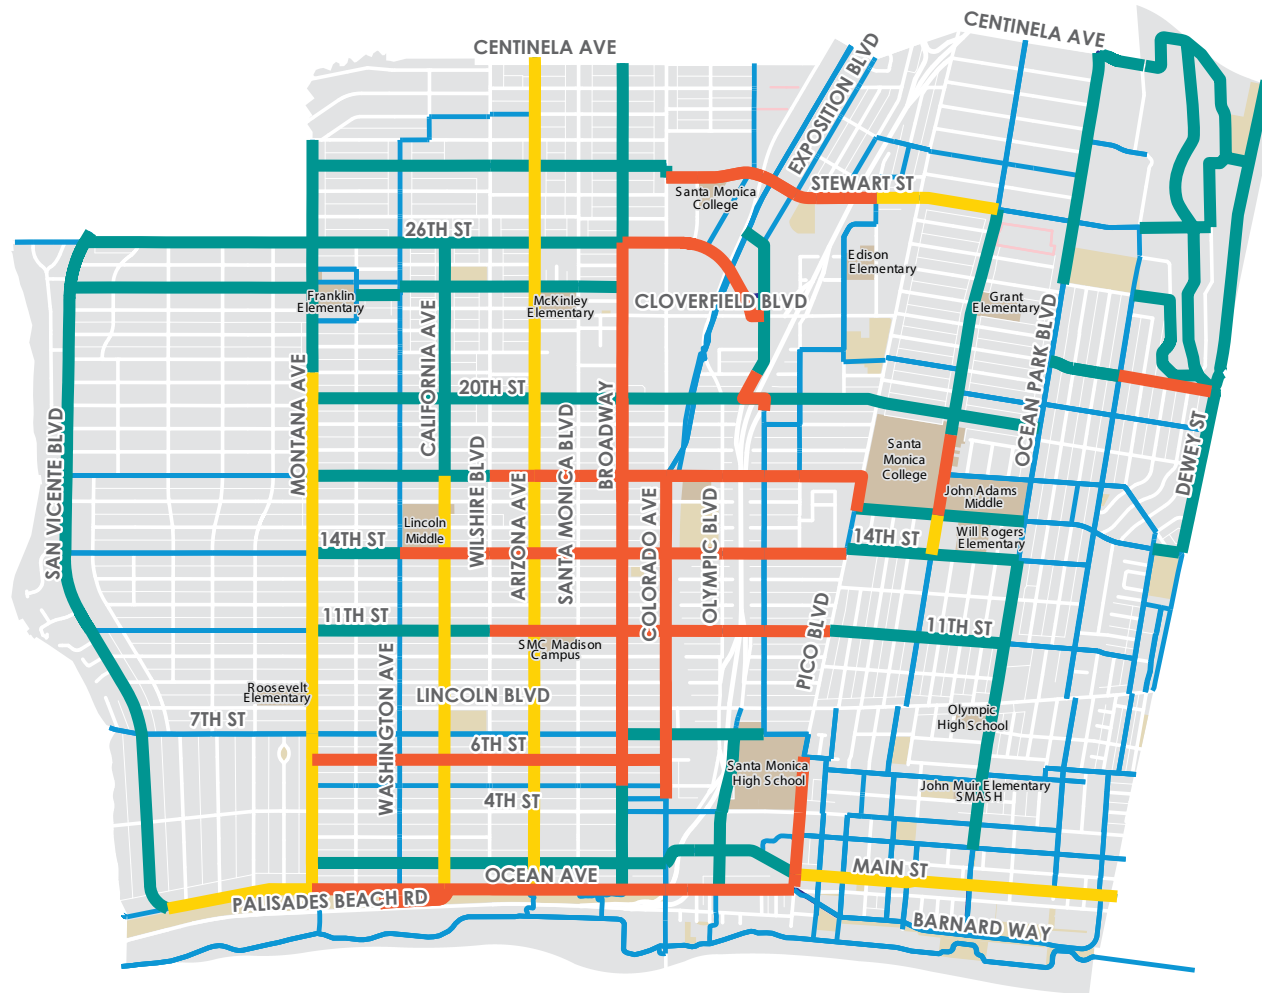 CENTINELA AVE
CENTINELA AVE
EXPOSITION BLVD
STEWART ST
Santa Monica
College
26TH ST
Edison
Elementary
Franklin
Elementary
McKinley
Elementary
CLOVERFIELD BLVD
Grant
Elementary
CALIFORNIA AVE
OCEAN PARK BLVD
MONTANA AVE
20TH ST
BROADWAY
SAN VICENTE BLVD
WILSHIRE BLVD
SANTA MONICA BLVD
ARIZONA AVE
Santa
Monica
College
DEWEY ST
COLORADO AVE
OLYMPIC BLVD
John Adams
Middle
Lincoln
Middle
14TH ST
14TH ST
Will Rogers
Elementary
PICO BLVD
11TH ST
11TH ST
SMC Madison
Campus
WASHINGTON AVE
Roosevelt
Elementary
LINCOLN BLVD
7TH ST
Olympic
High School
6TH ST
Santa Monica
High School
4TH ST
John Muir Elementary
SMASH
OCEAN AVE
MAIN ST
PALISADES BEACH RD
BARNARD WAY